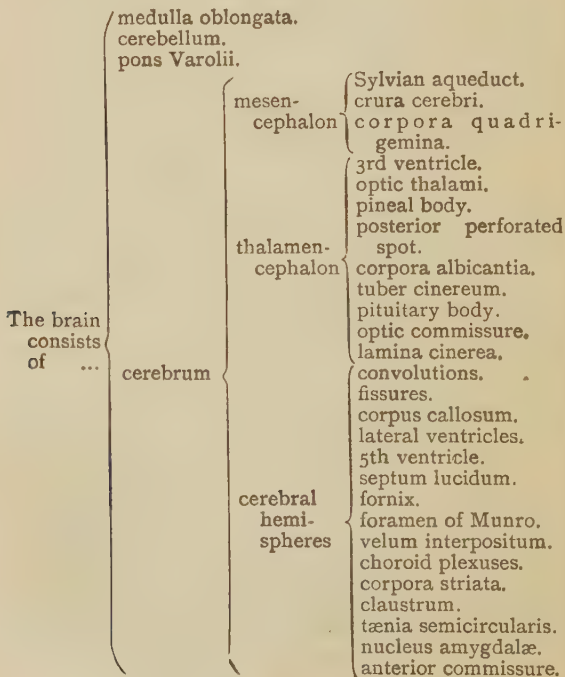 medulla oblongata.
cerebellum.
pons Varolii.
The brain
consists
of ...
cerebrum
mesen-
cephalon
Sylvian aqueduct.
crura cerebri.
corpora quadri-
gemina.
thalamen-
cephalon
3rd ventricle.
optic thalami.
pineal body.
posterior perforated
spot.
corpora albicantia.
tuber cinereum.
pituitary body.
optic commissure.
lamina cinerea.
cerebral
hemi-
spheres
convolutions.
fissures.
corpus callosum.
lateral ventricles.
5th ventricle.
septum lucidum.
fornix.
foramen of Munro.
velum interpositum.
choroid plexuses.
corpora striata.
claustrum.
tænia semicircularis.
nucleus amygdalæ.
anterior commissure.